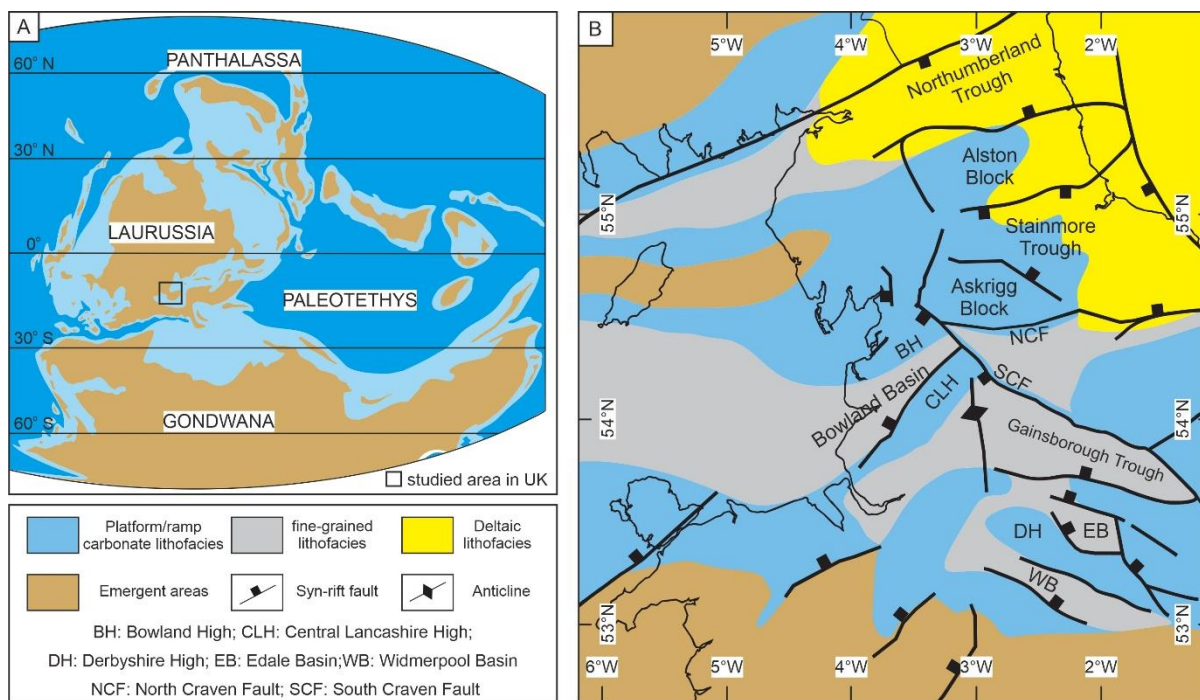 A
PANTHALASSA
60° N
30° N
LAURUSSIA
0°
PALEOTETHYS
30° S
GONDWANA
60° S
studied area in UK
Platform/ramp
carbonate lithofacies
fine-grained
lithofacies
Deltaic
lithofacies
Emergent areas
Syn-rift fault
Anticline
BH: Bowland High; CLH: Central Lancashire High;
DH: Derbyshire High; EB: Edale Basin;WB: Widmerpool Basin
NCF: North Craven Fault; SCF: South Craven Fault
B
5°W
4°W
3°W
2°W
Northumberland
Trough
Alston
Block
55°N
55°N
Stainmore
Trough
Askrigg
Block
NCF
BH
SCF
Bowland Basin
CLH
54°N
54°N
Gainsborough Trough
DH
EB
WB
53°N
53°N
6°W
5°W
4°W
3°W
2°W